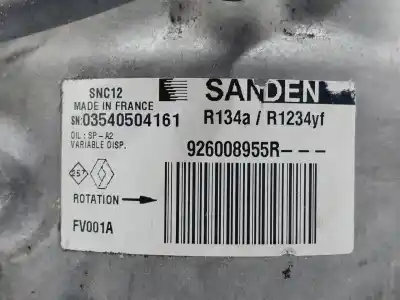 SNC12
MADE IN FRANCE
SN:03540504161
OIL: SP-A2
VARIABLE DISP.
SANDEN
R134a / R1234yf
926008955R---
257
ROTATION
FV001A